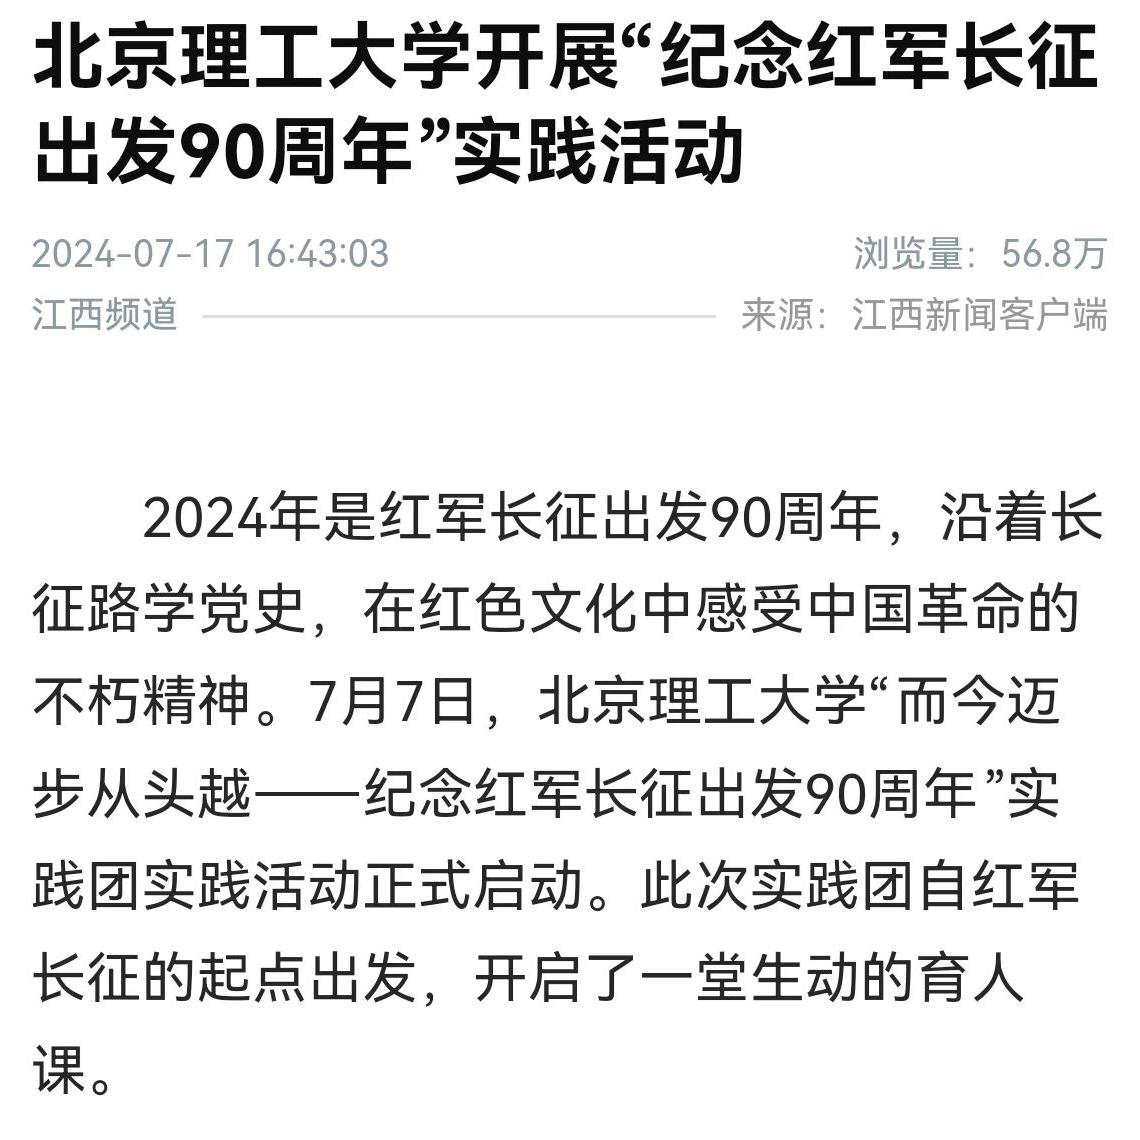 北京理工大学开展“纪念红军长征
出发90周年”实践活动
2024-07-17 16:43:03
浏览量：56.8万
江西频道
来源：江西新闻客户端
2024年是红军长征出发90周年，沿着长
征路学党史，在红色文化中感受中国革命的
不朽精神。7月7日，北京理工大学“而今迈
步从头越——纪念红军长征出发90周年”实
践团实践活动正式启动。此次实践团自红军
长征的起点出发，开启了一堂生动的育人
课。